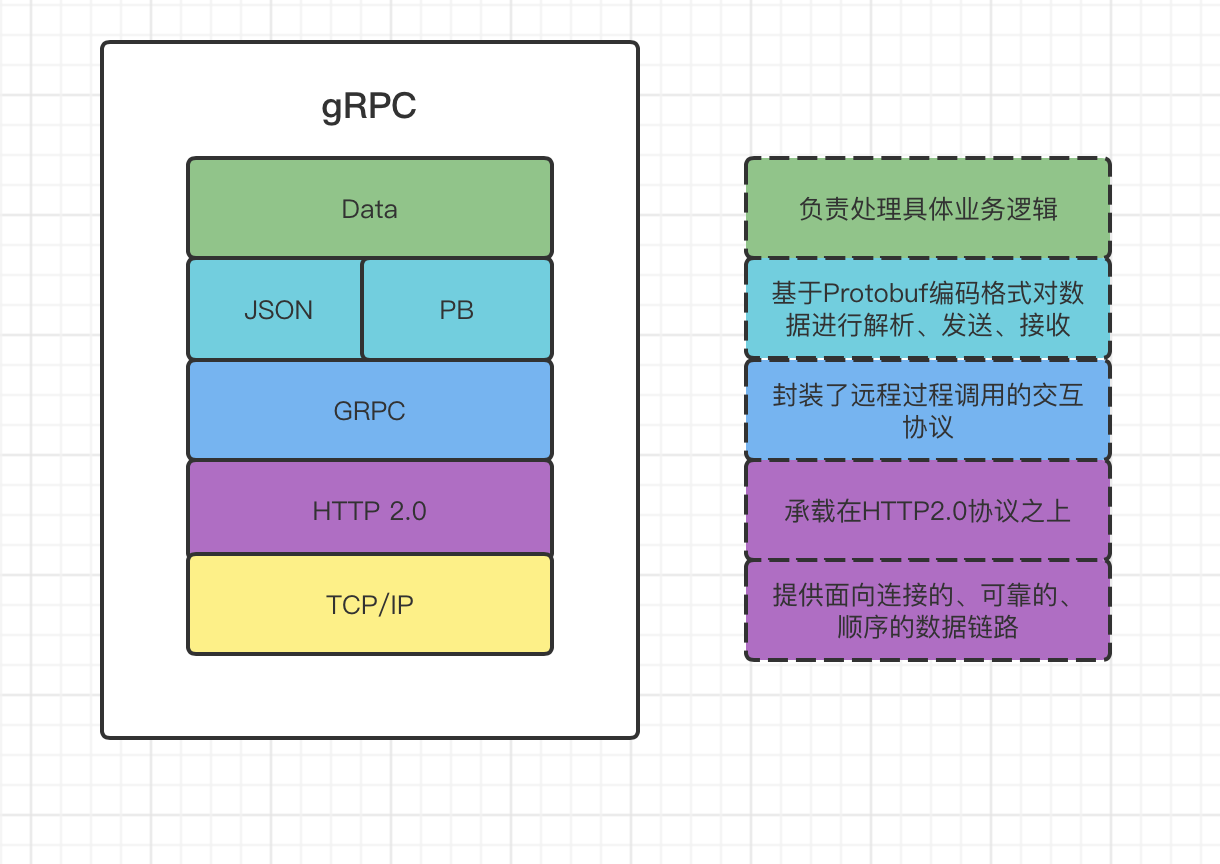 gRPC
Data
JSON
PB
GRPC
HTTP 2.0
TCP/IP
负责处理具体业务逻辑
基于Protobuf编码格式对数
据进行解析、发送、接收
封装了远程过程调用的交互
协议
承载在HTTP2.0协议之上
提供面向连接的、可靠的、
顺序的数据链路